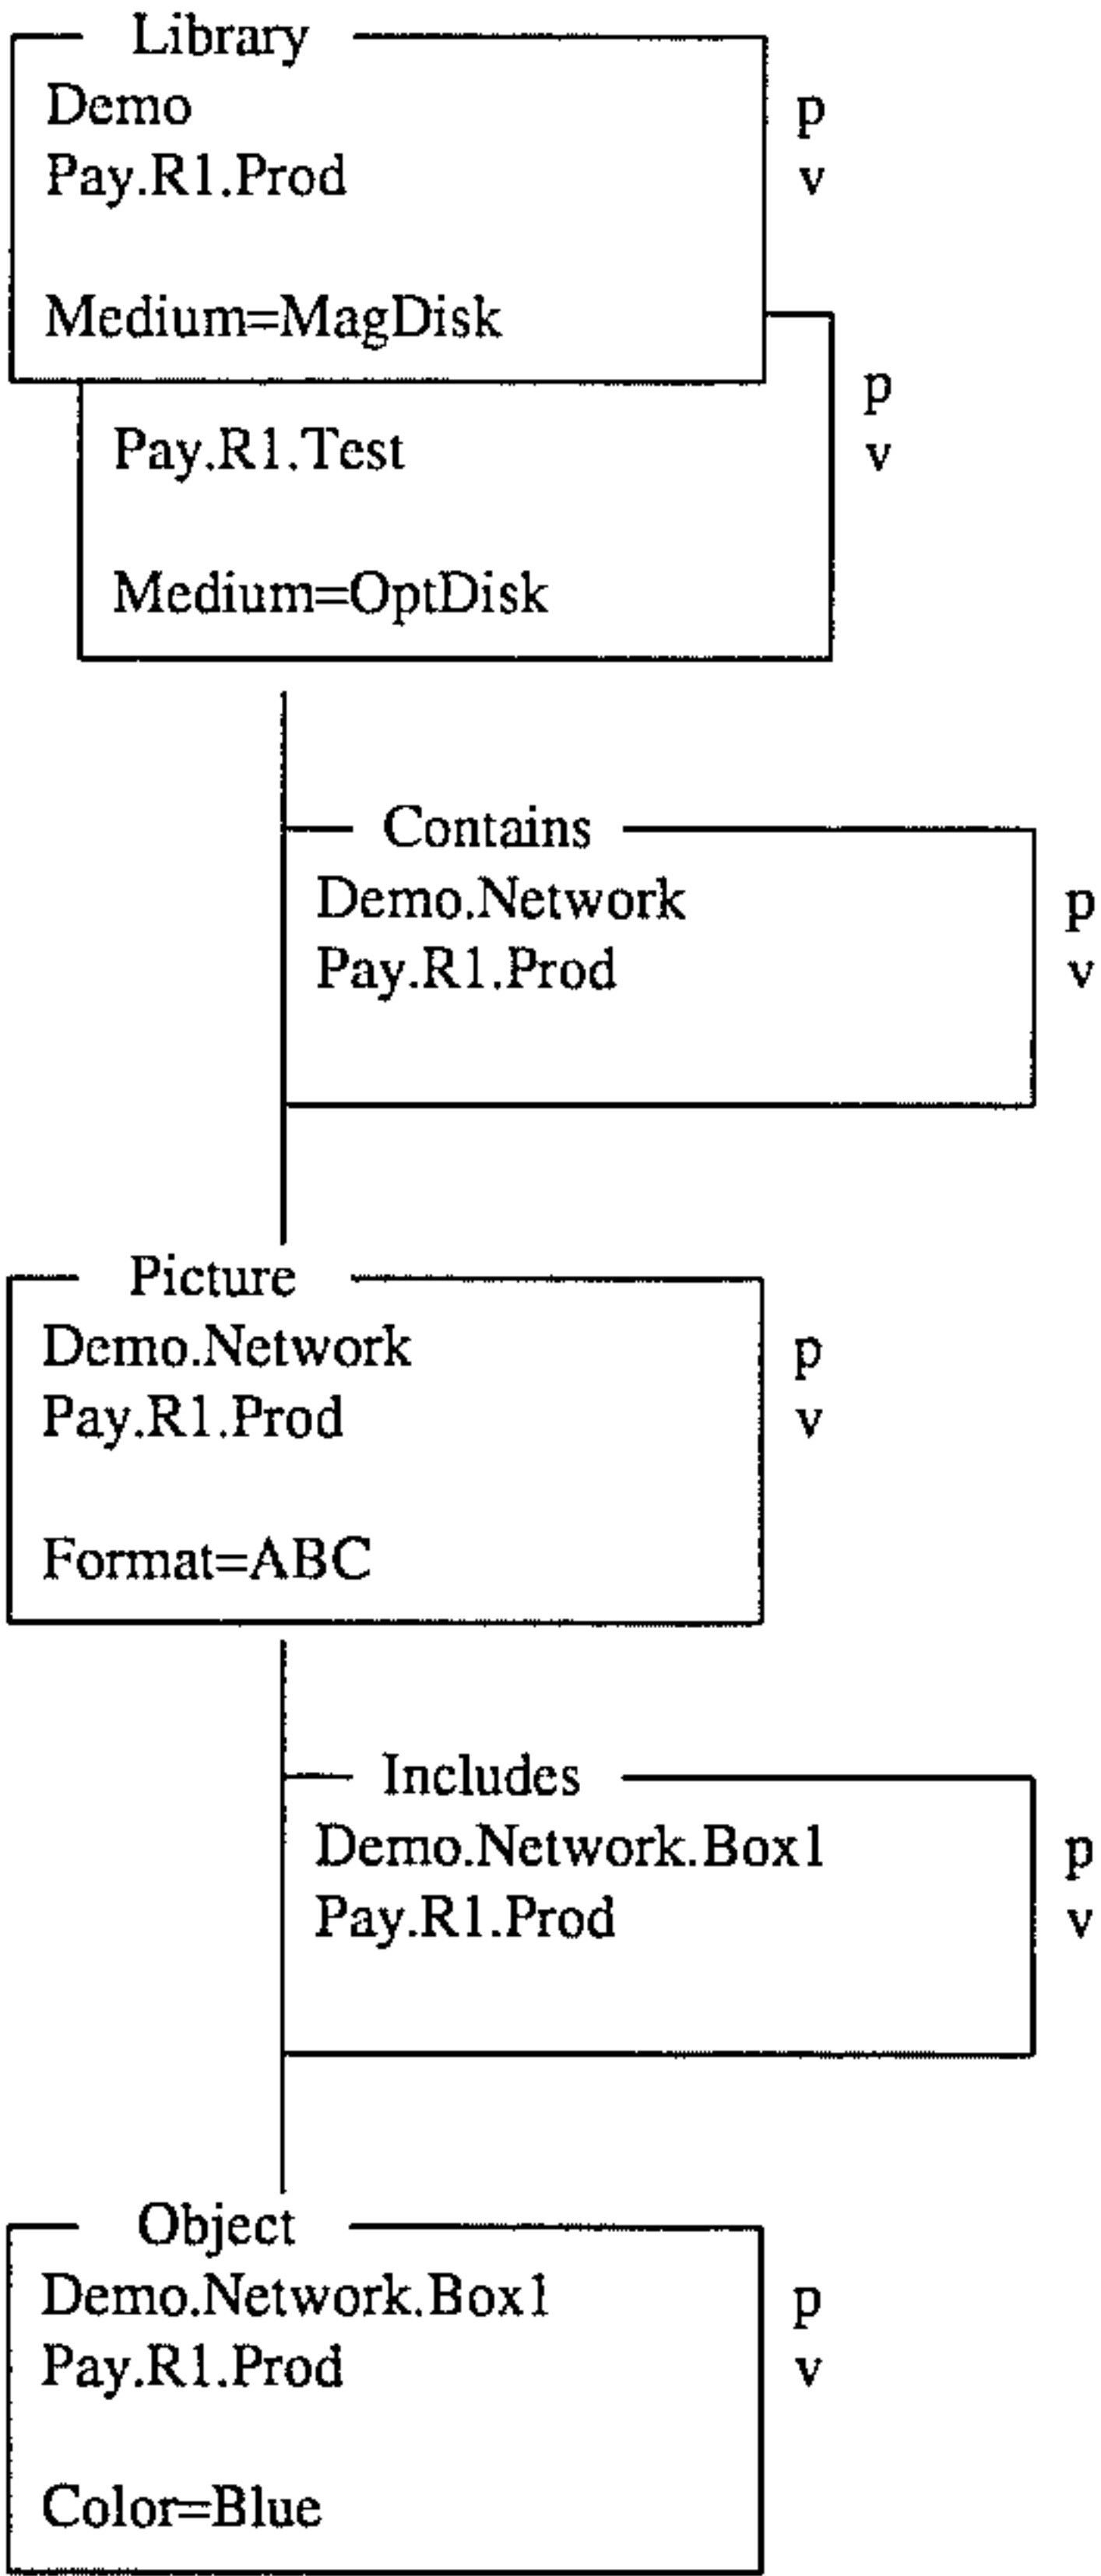 Library
Demo p
Pay.R1.Prod v
Medium=MagDisk
p
Pay.R1.Test v
Medium=OptDisk
Contains
Demo.Network p
Pay.R1.Prod v
Picture
Demo.Network p
Pay.R1.Prod v
Format=ABC
Includes
Demo.Network.Box1 p
Pay.R1.Prod v
Object
Demo.Network.Box1 p
Pay.R1.Prod v
Color=Blue